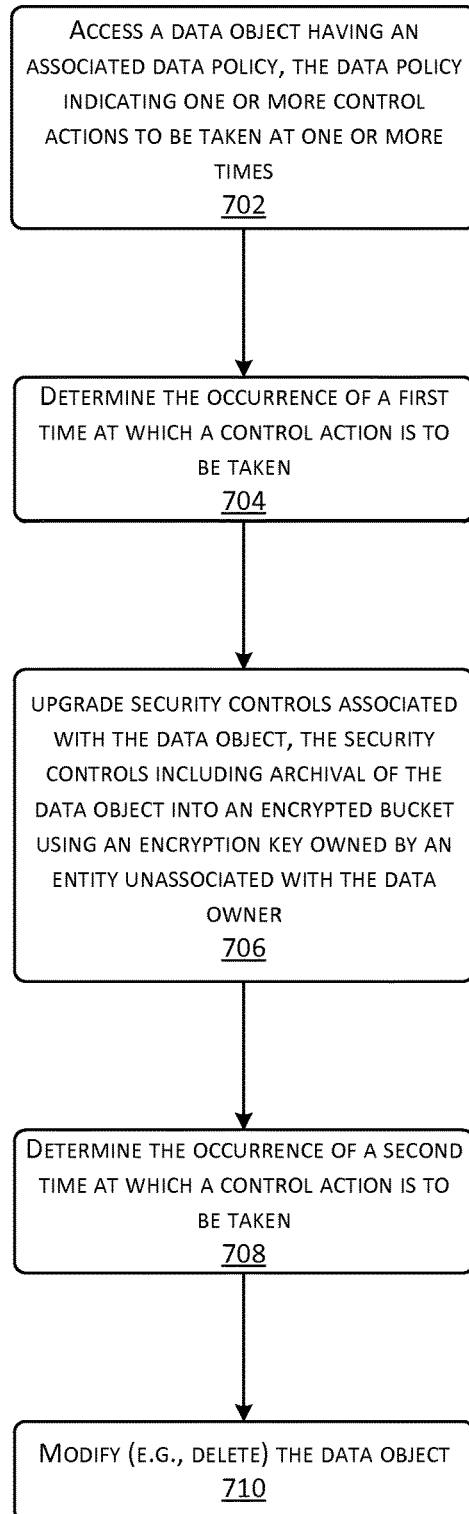 ACCESS A DATA OBJECT HAVING AN
ASSOCIATED DATA POLICY, THE DATA POLICY
INDICATING ONE OR MORE CONTROL
ACTIONS TO BE TAKEN AT ONE OR MORE
TIMES
702
DETERMINE THE OCCURRENCE OF A FIRST
TIME AT WHICH A CONTROL ACTION IS TO
BE TAKEN
704
UPGRADE SECURITY CONTROLS ASSOCIATED
WITH THE DATA OBJECT, THE SECURITY
CONTROLS INCLUDING ARCHIVAL OF THE
DATA OBJECT INTO AN ENCRYPTED BUCKET
USING AN ENCRYPTION KEY OWNED BY AN
ENTITY UNASSOCIATED WITH THE DATA
OWNER
706
DETERMINE THE OCCURRENCE OF A SECOND
TIME AT WHICH A CONTROL ACTION IS TO
BE TAKEN
708
MODIFY (E.G., DELETE) THE DATA OBJECT
710